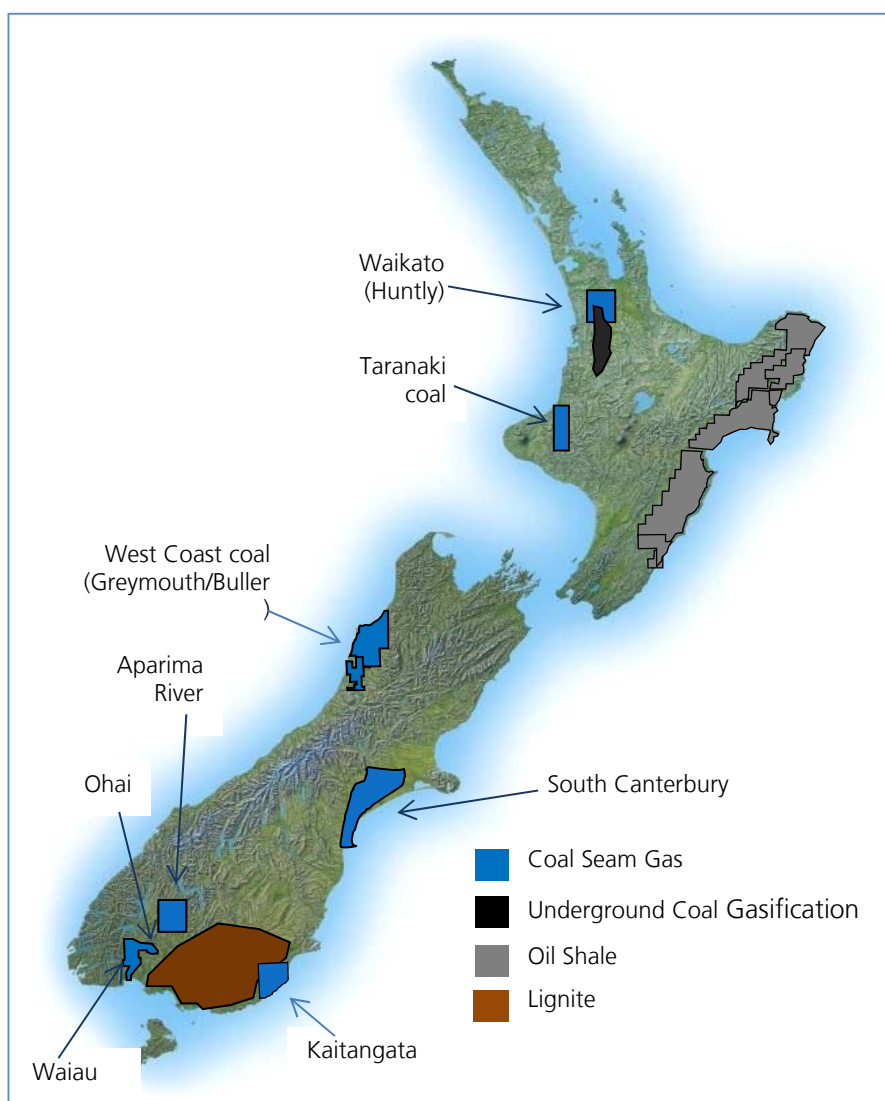 Waikato
(Huntly)
Taranaki
coal
West Coast coal
(Greymouth/Buller
)
Aparima
River
Ohai
South Canterbury
Coal Seam Gas
Underground Coal Gasification
Oil Shale
Lignite
Kaitangata
Waiau